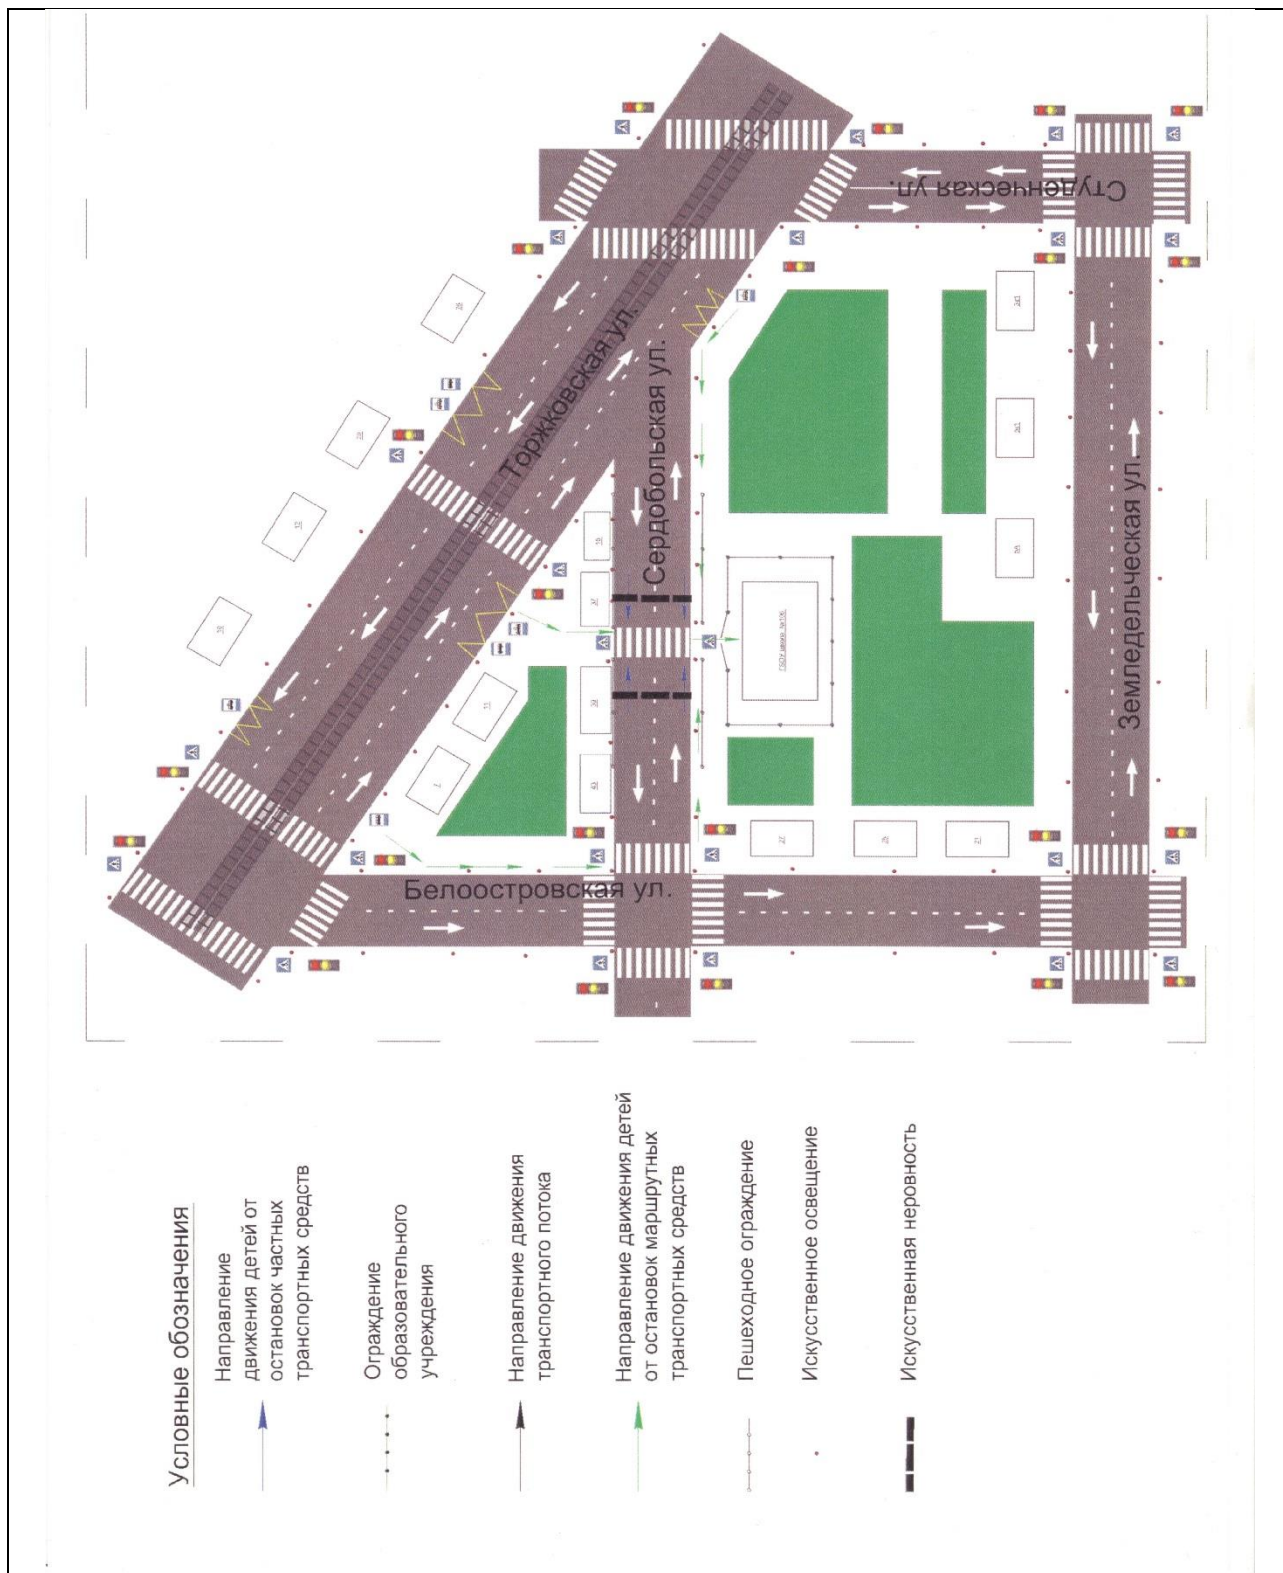 Торжковская ул.
Сердобольская ул.
Студенческая ул.
Белоостровская ул.
Земледельческая ул.
Условные обозначения
Направление
движения детей от
остановок частных
транспортных средств
Ограждение
образовательного
учреждения
Направление движения
транспортного потока
Направление движения детей
от остановок маршрутных
транспортных средств
Пешеходное ограждение
Искусственное освещение
Искусственная неровность